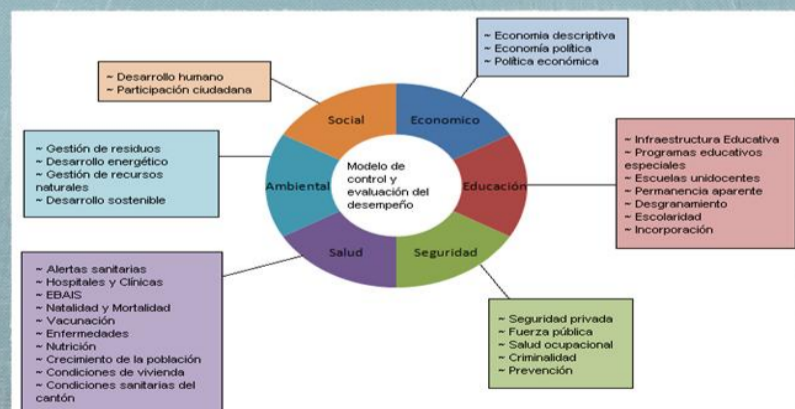 ~ Economia descriptiva
~ Economía política
~ Política económica
~ Desarrollo humano
~ Participación ciudadana
Social
Economico
~ Gestión de residuos
~ Desarrollo energético
~ Gestión de recursos
naturales
~ Desarrollo sostenible
Ambiental
Modelo de
control y
evaluación del
desempeño
Educación
~ Infraestructura Educativa
~ Programas educativos
especiales
~ Escuelas unidocentes
~ Permanencia aparente
~ Desgranamiento
~ Escolaridad
~ Incorporación
Salud
Seguridad
~ Alertas sanitarias
~ Hospitales y Clínicas
~ EBAIS
~ Natalidad y Mortalidad
~ Vacunación
~ Enfermedades
~ Nutrición
~ Crecimiento de la población
~ Condiciones de vivienda
~ Condiciones sanitarias del
cantón
~ Seguridad privada
~ Fuerza pública
~ Salud ocupacional
~ Criminalidad
~ Prevención